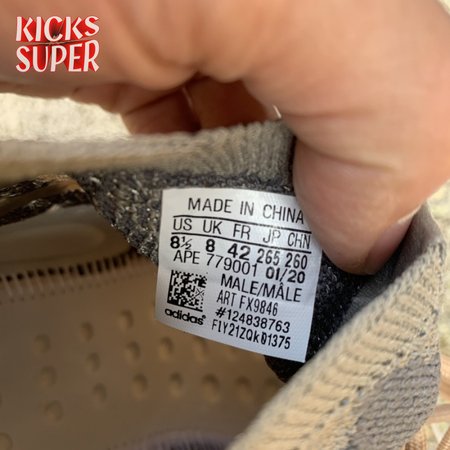 KICKS
SUPER
MADE IN CHINA
US UK FR JP CHN
8½ 8 42 265 260
APE 779001 01/20
MALE/MÂLE
ART FX9846
#124838763
FIY21ZQK01375
adidas